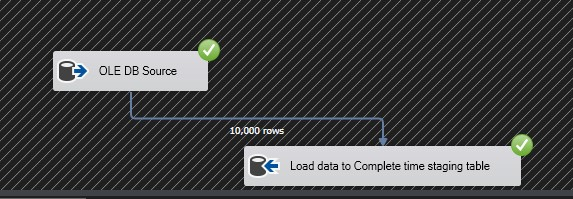 OLE DB Source
10,000 rows
Load data to Complete time staging table